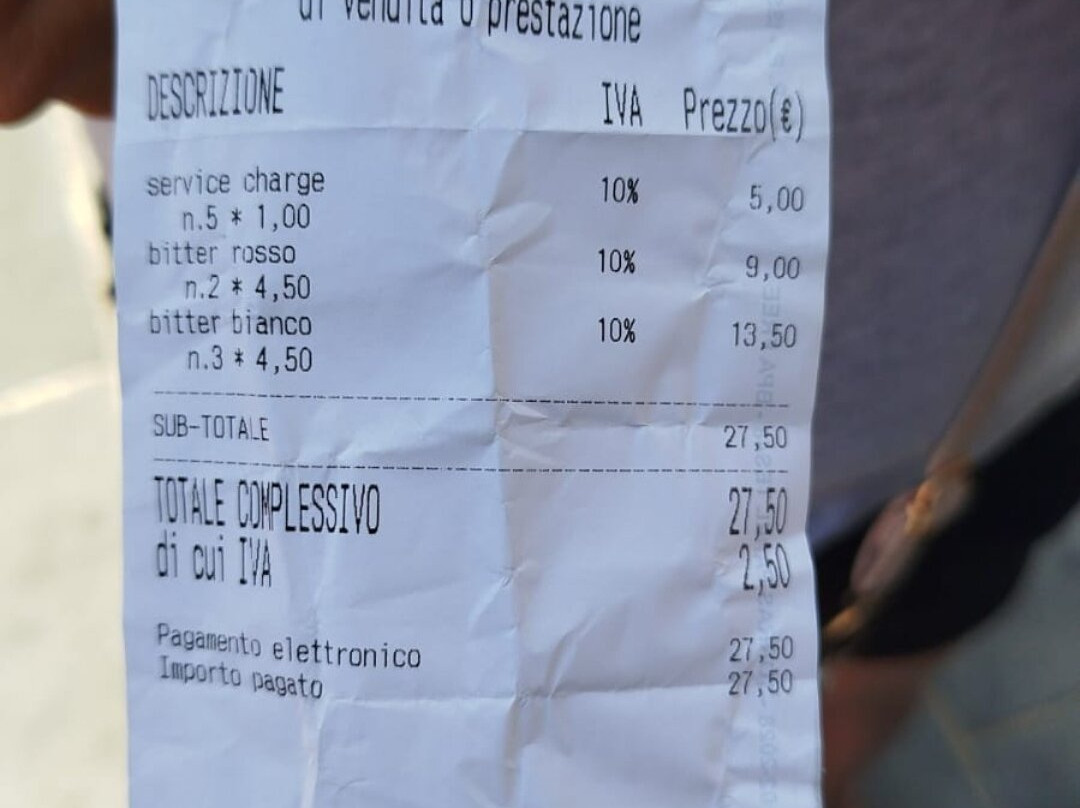 di vendita o prestazione
DESCRIZIONE IVA Prezzo(€)
service charge 10% 5,00
n.5 * 1,00
bitter rosso 10% 9,00
n.2 * 4,50
bitter bianco 10% 13,50
n.3 * 4,50
SUB-TOTALE 27,50
TOTALE COMPLESSIVO 27,50
di cui IVA 2,50
Pagamento elettronico 27,50
Importo pagato 27,50